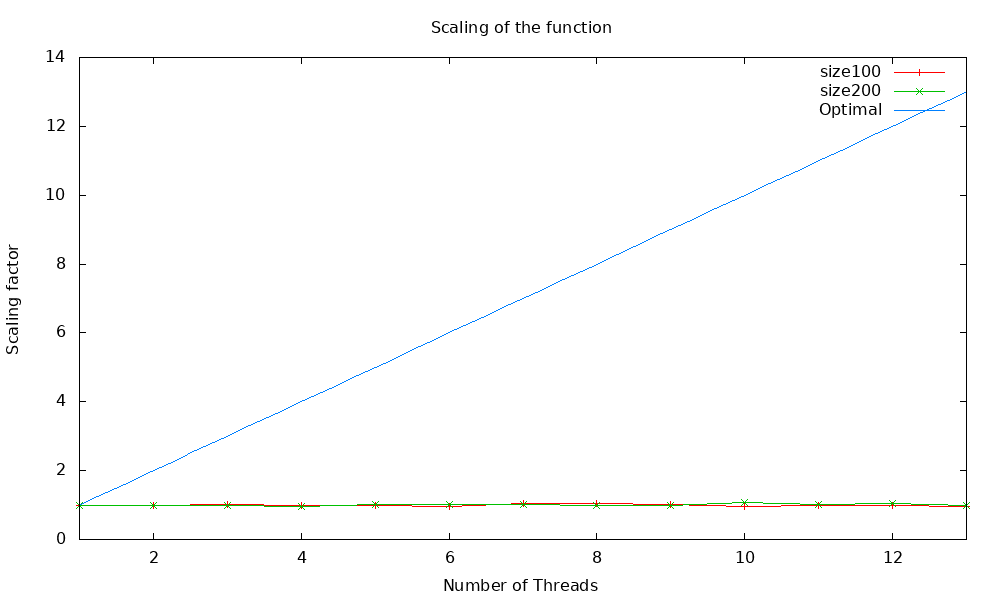 Scaling of the function
14
12
10
8
6
4
2
0
Scaling factor
size100
size200
Optimal
2 4 6 8 10 12
Number of Threads